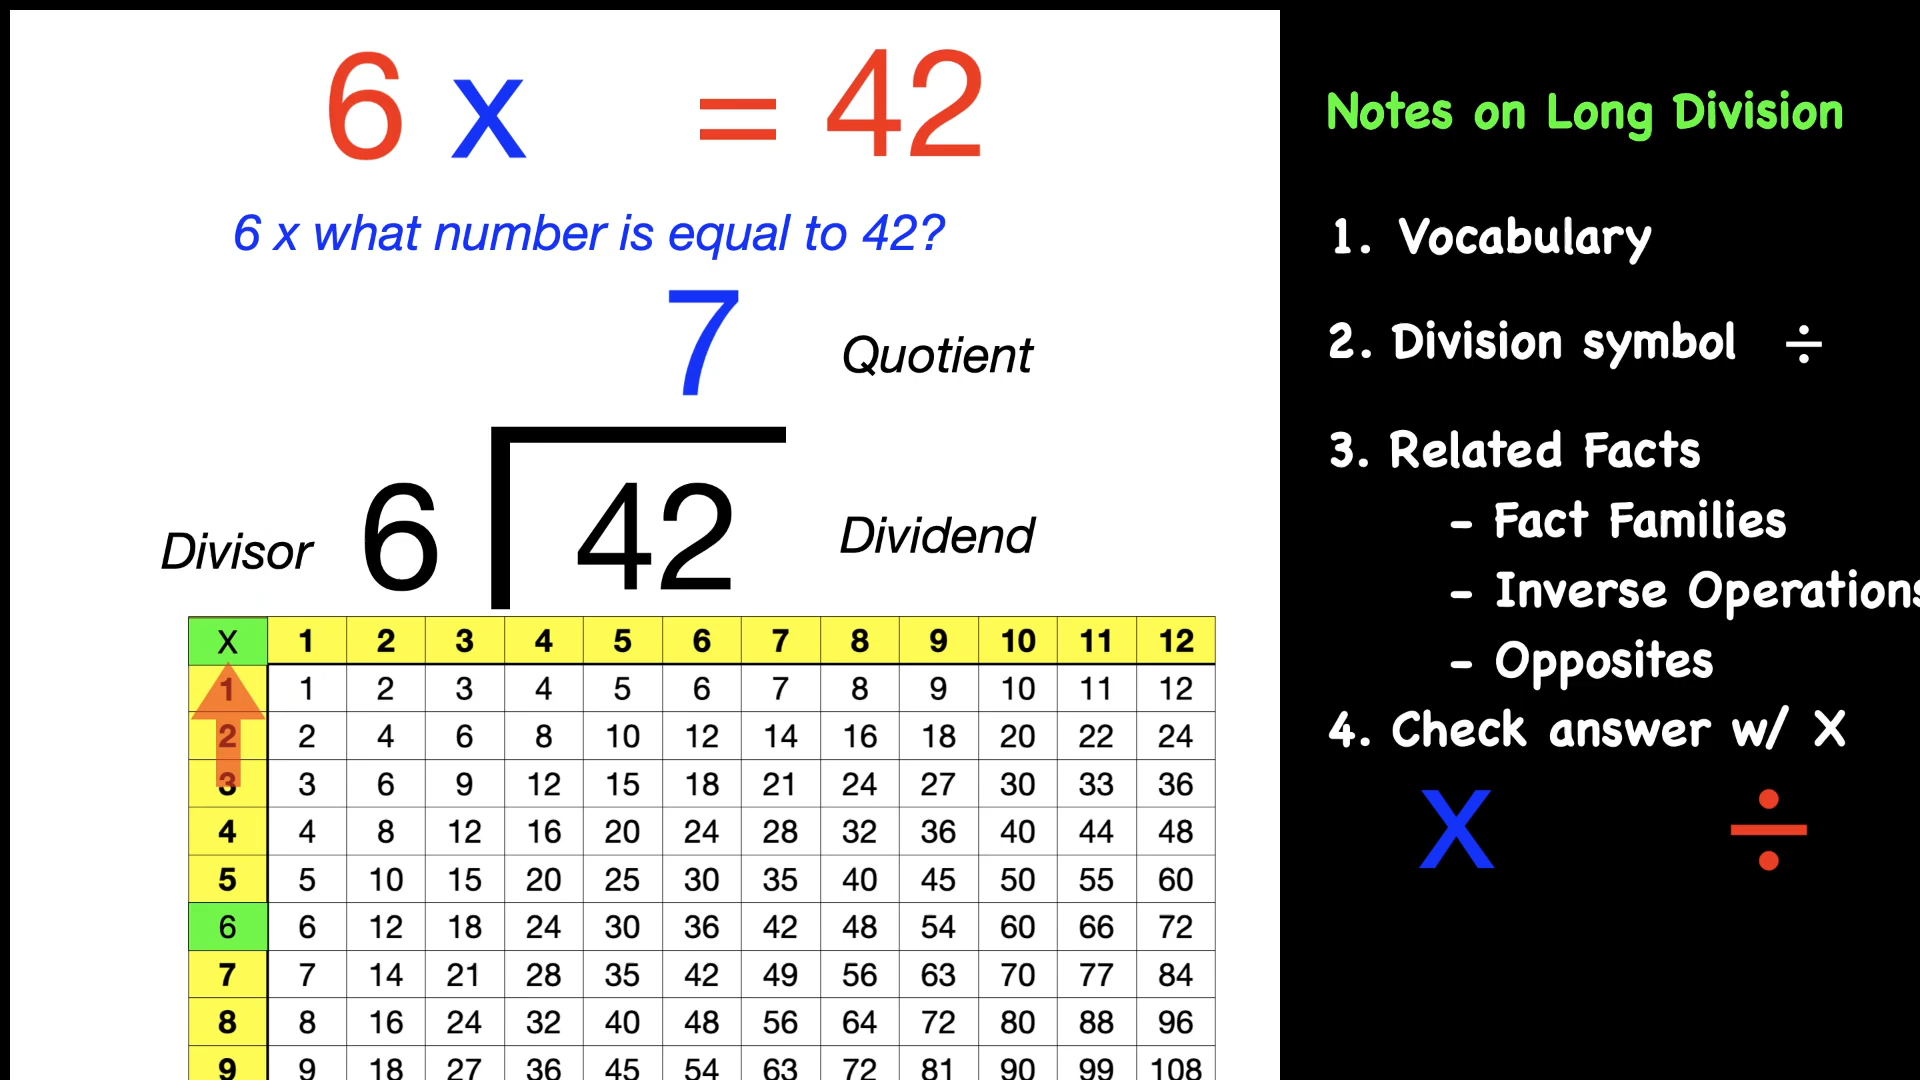 6 x = 42
6 x what number is equal to 42?
7 Quotient
Divisor 6 42 Dividend
X 1 2 3 4 5 6 7 8 9 10 11 12
1 1 2 3 4 5 6 7 8 9 10 11 12
2 2 4 6 8 10 12 14 16 18 20 22 24
3 3 6 9 12 15 18 21 24 27 30 33 36
4 4 8 12 16 20 24 28 32 36 40 44 48
5 5 10 15 20 25 30 35 40 45 50 55 60
6 6 12 18 24 30 36 42 48 54 60 66 72
7 7 14 21 28 35 42 49 56 63 70 77 84
8 8 16 24 32 40 48 56 64 72 80 88 96
9 9 18 27 36 45 54 63 72 81 90 99 108
Notes on Long Division
1. Vocabulary
2. Division symbol ÷
3. Related Facts
- Fact Families
- Inverse Operations
- Opposites
4. Check answer w/ X
X ÷